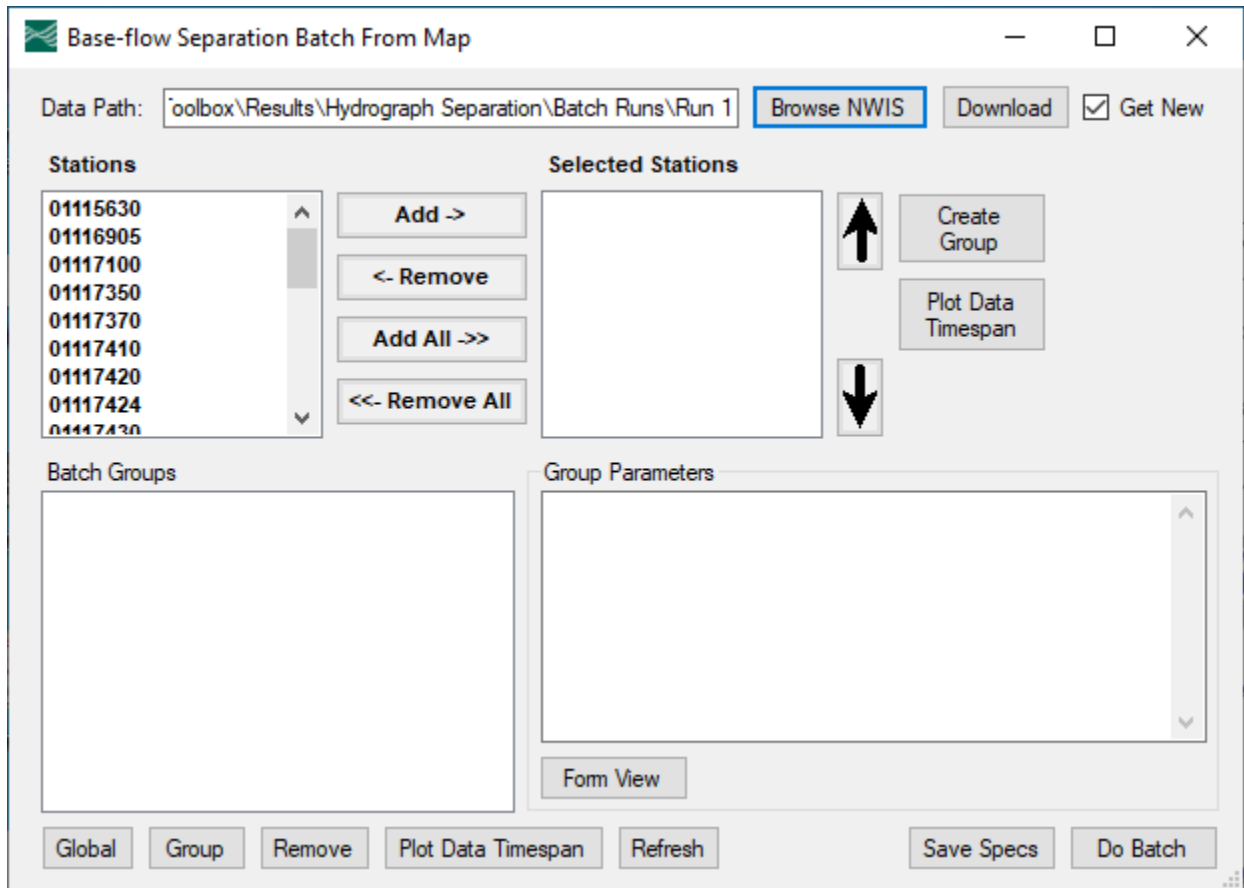 Base-flow Separation Batch From Map
Data Path: oolbox\Results\Hydrograph Separation\Batch Runs\Run 1 Browse NWIS Download Get New
Stations
Selected Stations
01115630
01116905
01117100
01117350
01117370
01117410
01117420
01117424
01117430
Add ->
<- Remove
Add All ->>
<<- Remove All
Create
Group
Plot Data
Timespan
Batch Groups
Group Parameters
Form View
Global Group Remove Plot Data Timespan Refresh Save Specs Do Batch